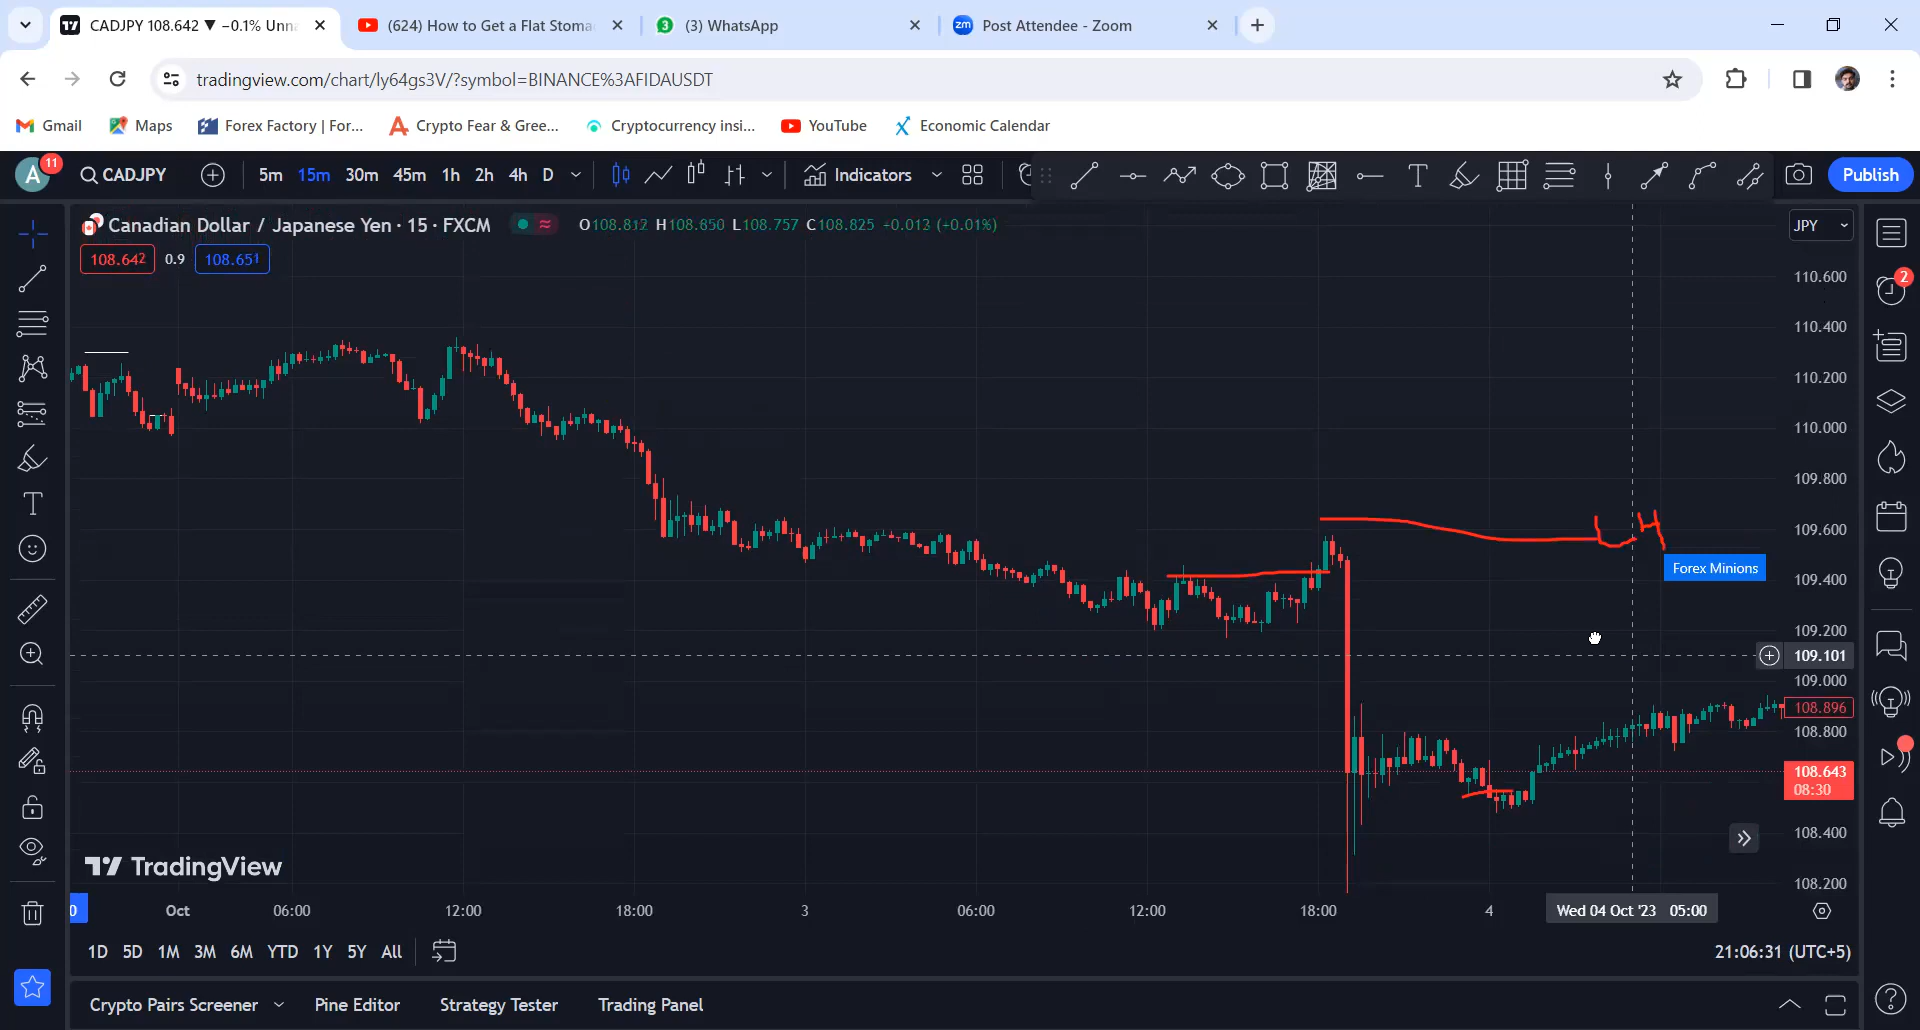 CADJPY 108.642 ▼ −0.1% Unna
(624) How to Get a Flat Stoma
3
(3) WhatsApp
zm
Post Attendee - Zoom
tradingview.com/chart/ly64gs3V/?symbol=BINANCE%3AFIDAUSDT
Gmail
Maps
Forex Factory | For...
Crypto Fear & Gree...
Cryptocurrency insi...
YouTube
Economic Calendar
A
11
CADJPY
5m
15m
30m
45m
1h
2h
4h
D
Indicators
Publish
Canadian Dollar / Japanese Yen · 15 · FXCM
O108.812 H108.850 L108.757 C108.825 +0.013 (+0.01%)
JPY
108.642
0.9
108.651
2
110.600
110.400
110.200
110.000
109.800
109.600
LH
Forex Minions
109.400
109.200
109.101
109.000
108.896
108.800
108.643
08:30
108.400
108.200
TradingView
0
Oct
06:00
12:00
18:00
3
06:00
12:00
18:00
4
Wed 04 Oct '23 05:00
1D
5D
1M
3M
6M
YTD
1Y
5Y
All
21:06:31 (UTC+5)
Crypto Pairs Screener
Pine Editor
Strategy Tester
Trading Panel